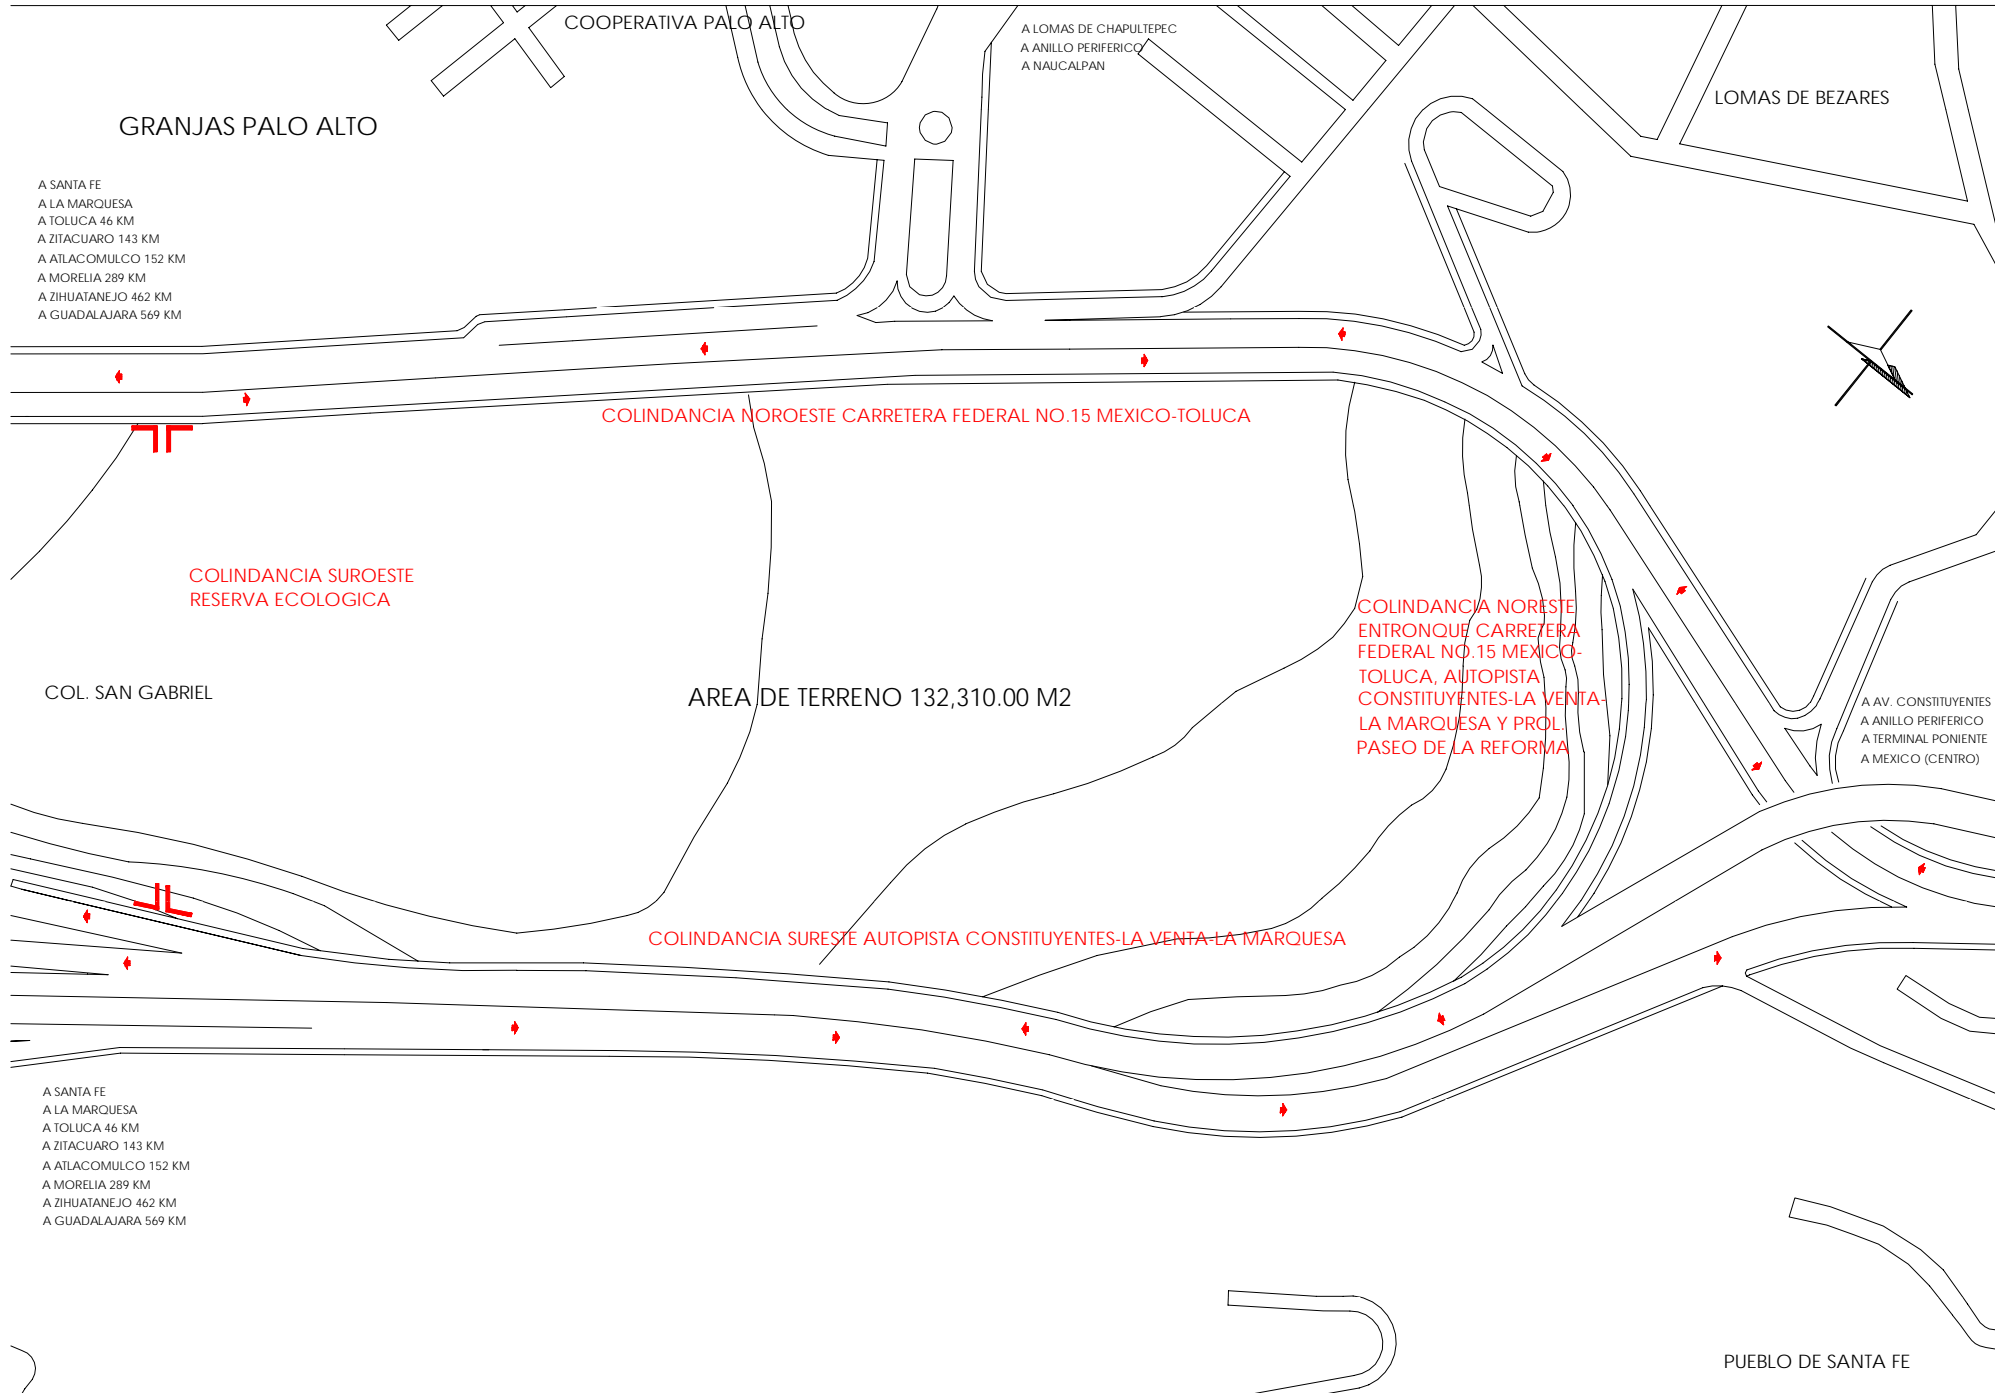 COOPERATIVA PALO ALTO
A LOMAS DE CHAPULTEPEC
A ANILLO PERIFERICO
A NAUCALPAN
LOMAS DE BEZARES
GRANJAS PALO ALTO
A SANTA FE
A LA MARQUESA
A TOLUCA 46 KM
A ZITACUARO 143 KM
A ATLACOMULCO 152 KM
A MORELIA 289 KM
A ZIHUATANEJO 462 KM
A GUADALAJARA 569 KM
COLINDANCIA NOROESTE CARRETERA FEDERAL NO.15 MEXICO-TOLUCA
COLINDANCIA SUROESTE
RESERVA ECOLOGICA
COLINDANCIA NORESTE
ENTRONQUE CARRETERA
FEDERAL NO.15 MEXICO-
TOLUCA, AUTOPISTA
CONSTITUYENTES-LA VENTA-
LA MARQUESA Y PROL.
PASEO DE LA REFORMA
COL. SAN GABRIEL
AREA DE TERRENO 132,310.00 M2
A AV. CONSTITUYENTES
A ANILLO PERIFERICO
A TERMINAL PONIENTE
A MEXICO (CENTRO)
COLINDANCIA SURESTE AUTOPISTA CONSTITUYENTES-LA VENTA-LA MARQUESA
A SANTA FE
A LA MARQUESA
A TOLUCA 46 KM
A ZITACUARO 143 KM
A ATLACOMULCO 152 KM
A MORELIA 289 KM
A ZIHUATANEJO 462 KM
A GUADALAJARA 569 KM
PUEBLO DE SANTA FE